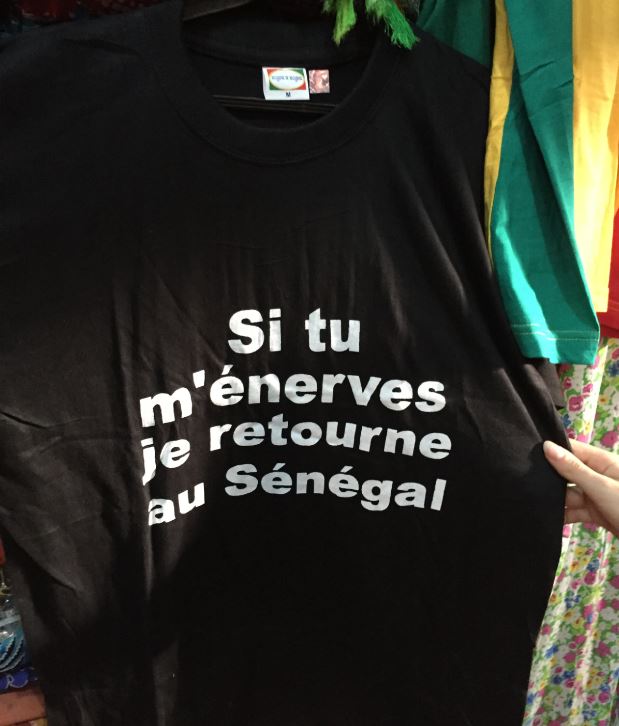 M
Si tu
m'énerves
je retourne
au Sénégal